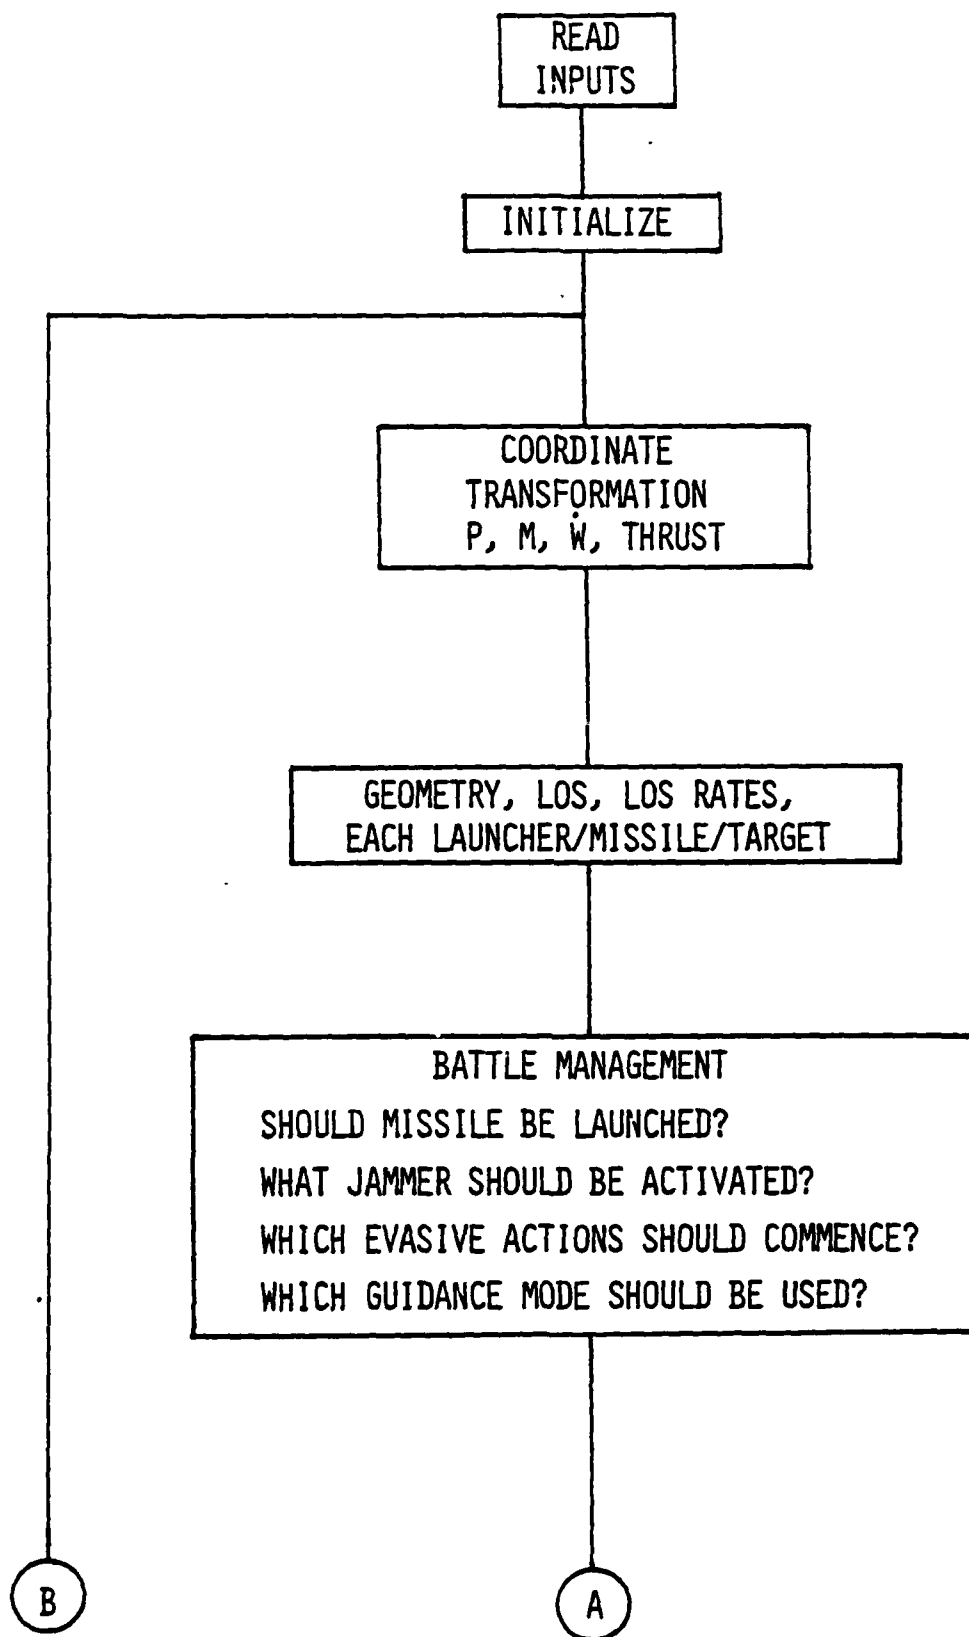 READ
INPUTS
INITIALIZE
COORDINATE
TRANSFORMATION
P, M, Ẇ, THRUST
GEOMETRY, LOS, LOS RATES,
EACH LAUNCHER/MISSILE/TARGET
BATTLE MANAGEMENT
SHOULD MISSILE BE LAUNCHED?
WHAT JAMMER SHOULD BE ACTIVATED?
WHICH EVASIVE ACTIONS SHOULD COMMENCE?
WHICH GUIDANCE MODE SHOULD BE USED?
B
A